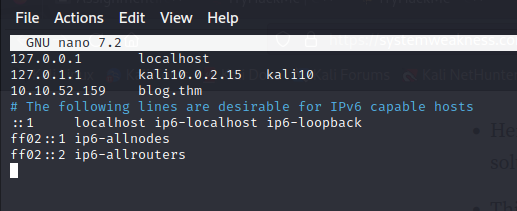 File Actions Edit View Help
GNU nano 7.2
127.0.0.1 localhost
127.0.1.1 kali10.0.2.15 kali10
10.10.52.159 blog.thm
# The following lines are desirable for IPv6 capable hosts
::1 localhost ip6-localhost ip6-loopback
ff02::1 ip6-allnodes
ff02::2 ip6-allrouters